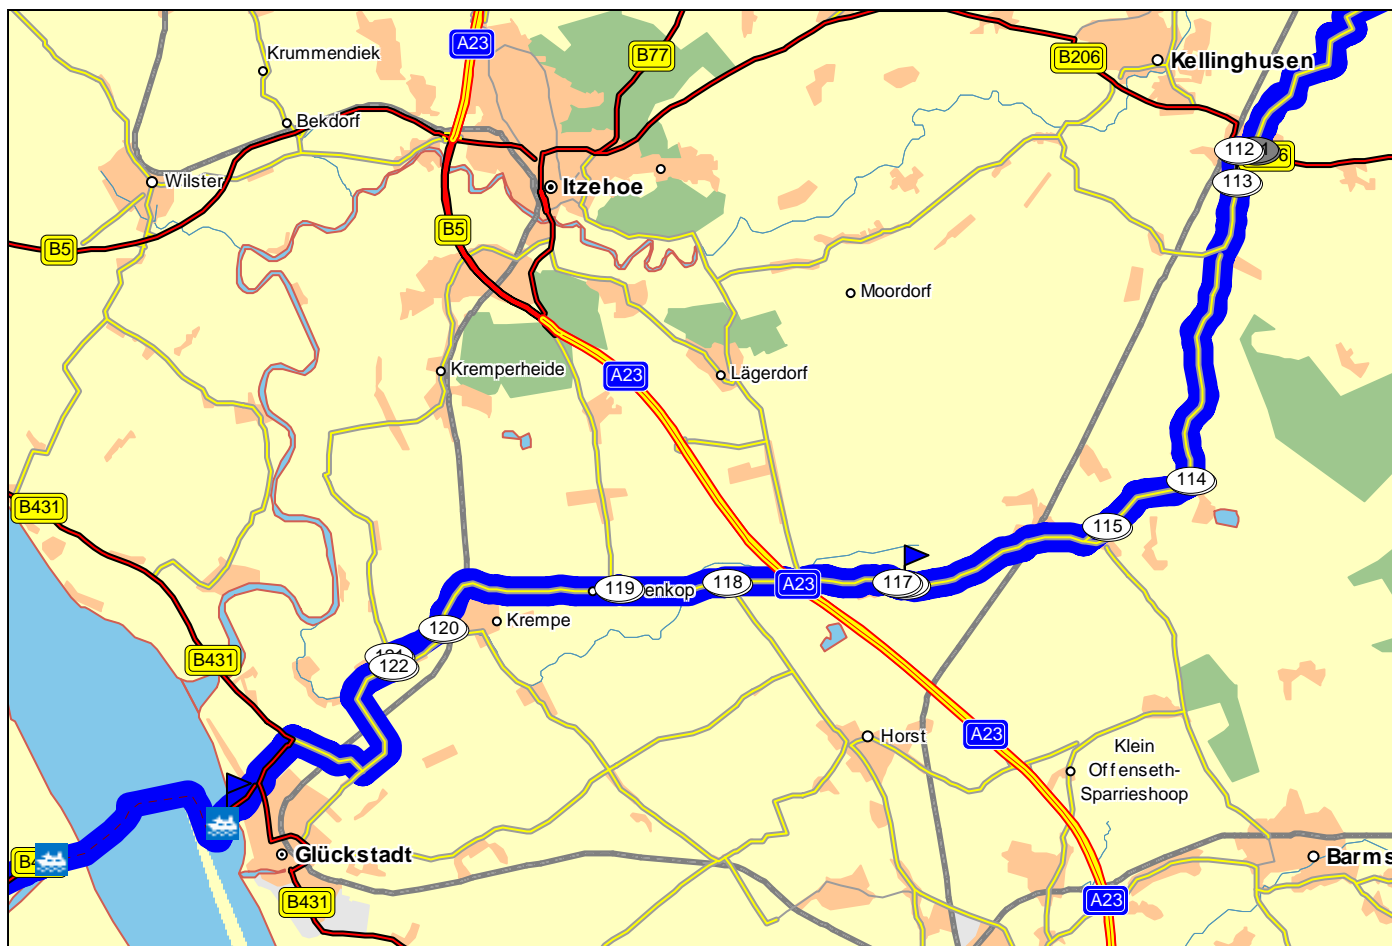 A23
B77
B206
Krummendiek
Kellinghusen
Bekdorf
112
6
Wilster
Itzehoe
113
B5
B5
Moordorf
Kremperheide
A23
Lägerdorf
114
B431
115
A23
117
118
119
enkop
120
Krempe
122
B431
Horst
A23
Klein
Offenseth-
Sparrieshoop
Glückstadt
Barms
B431
A23